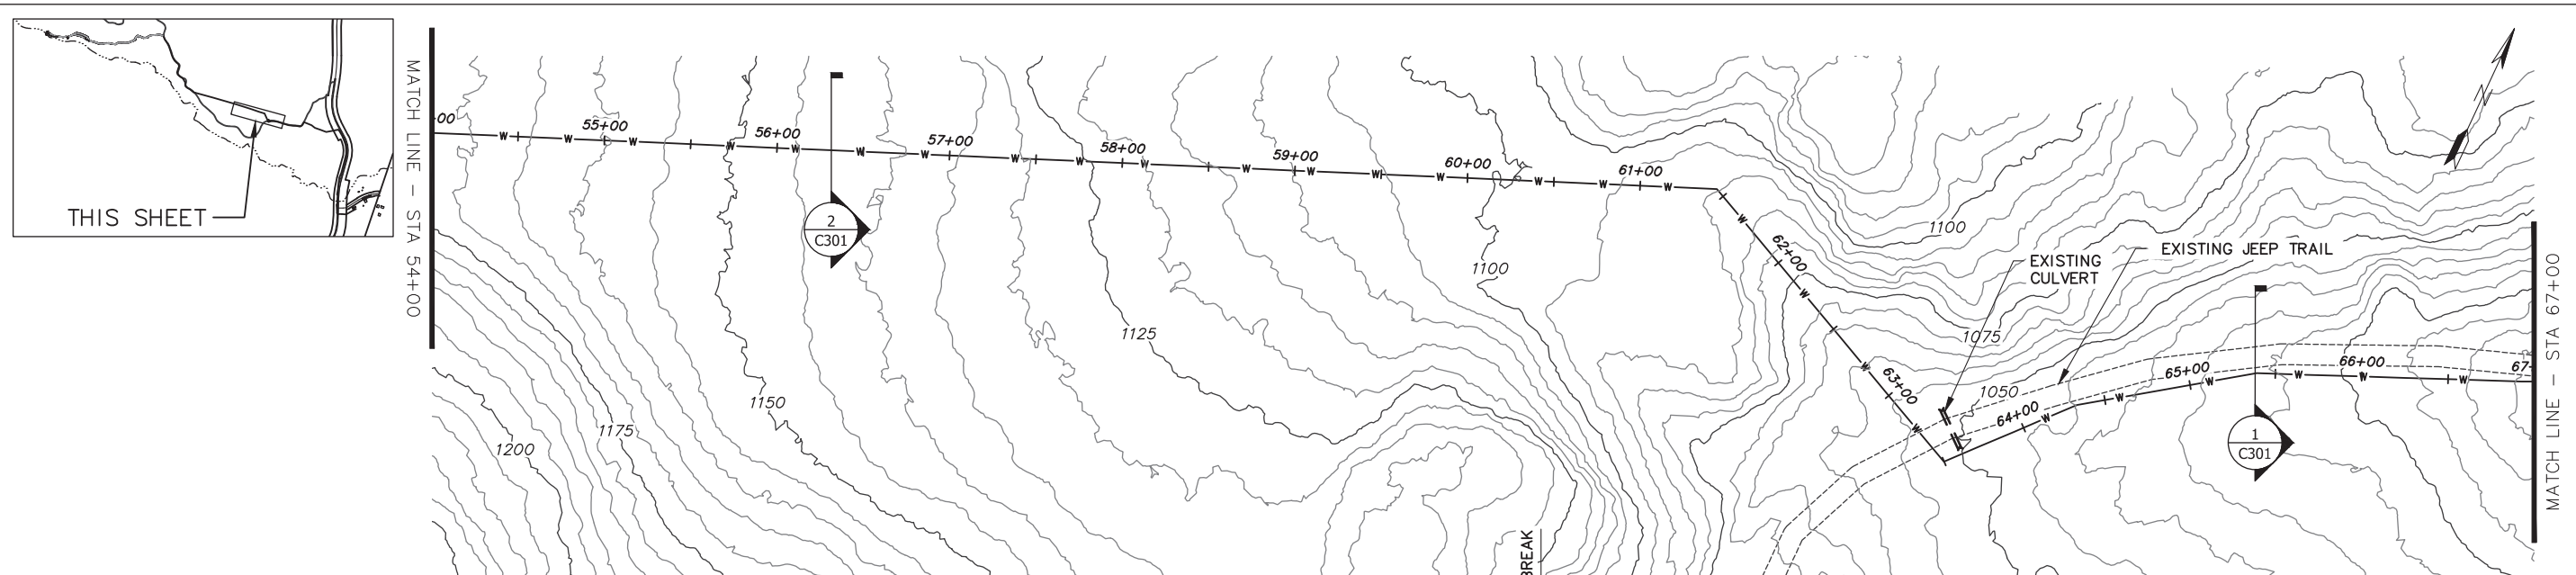 THIS SHEET
MATCH LINE - STA 54+00
00
W W 55+00 W W 56+00 W W W 57+00 W W 58+00 W W 59+00 W W W 60+00 W W W 61+00 W
2
C301
1200
1175
1150
1125
1100
1100
W
62+00
W
W
63+00
W
EXISTING
CULVERT
EXISTING JEEP TRAIL
1075
1050
64+00 W W 65+00 W W 66+00 W W 67-
1
C301
BREAK
MATCH LINE - STA 67+00